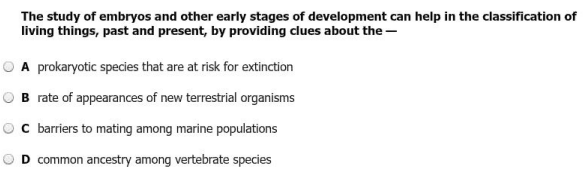 The study of embryos and other early stages of development can help in the classification of
living things, past and present, by providing clues about the —
A prokaryotic species that are at risk for extinction
B rate of appearances of new terrestrial organisms
C barriers to mating among marine populations
D common ancestry among vertebrate species